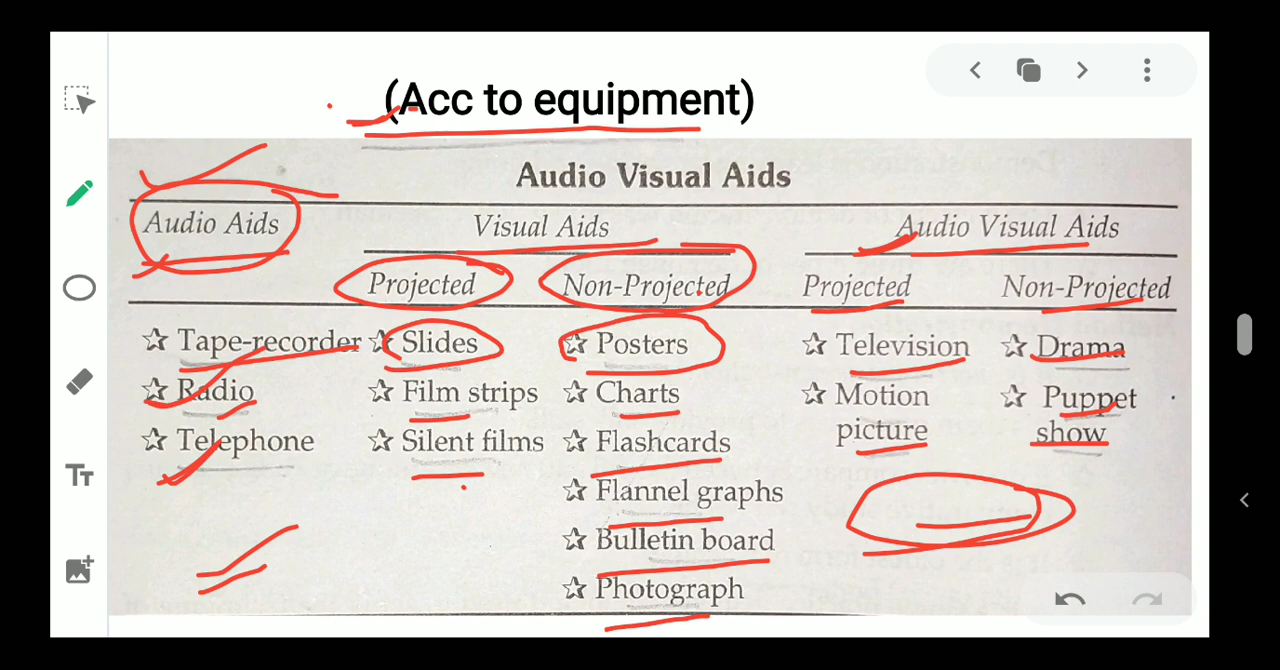 (Acc to equipment)
Audio Visual Aids
Audio Aids Visual Aids Audio Visual Aids
Projected Non-Projected Projected Non-Projected
☆ Tape-recorder ☆ Slides ☆ Posters ☆ Television ☆ Drama
☆ Radio ☆ Film strips ☆ Charts ☆ Motion ☆ Puppet
☆ Telephone ☆ Silent films ☆ Flashcards picture show
☆ Flannel graphs
☆ Bulletin board
☆ Photograph
TT